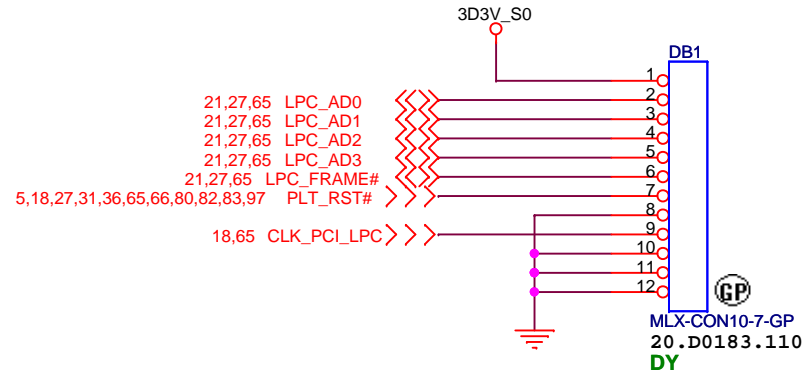 3D3V_S0
DB1
1
21,27,65 LPC_AD0 2
21,27,65 LPC_AD1 3
21,27,65 LPC_AD2 4
21,27,65 LPC_AD3 5
21,27,65 LPC_FRAME# 6
5,18,27,31,36,65,66,80,82,83,97 PLT_RST# 7
8
18,65 CLK_PCI_LPC 9
10
11
12
GP
MLX-CON10-7-GP
20.D0183.110
DY